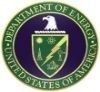 DEPARTMENT OF ENERGY
UNITED STATES OF AMERICA